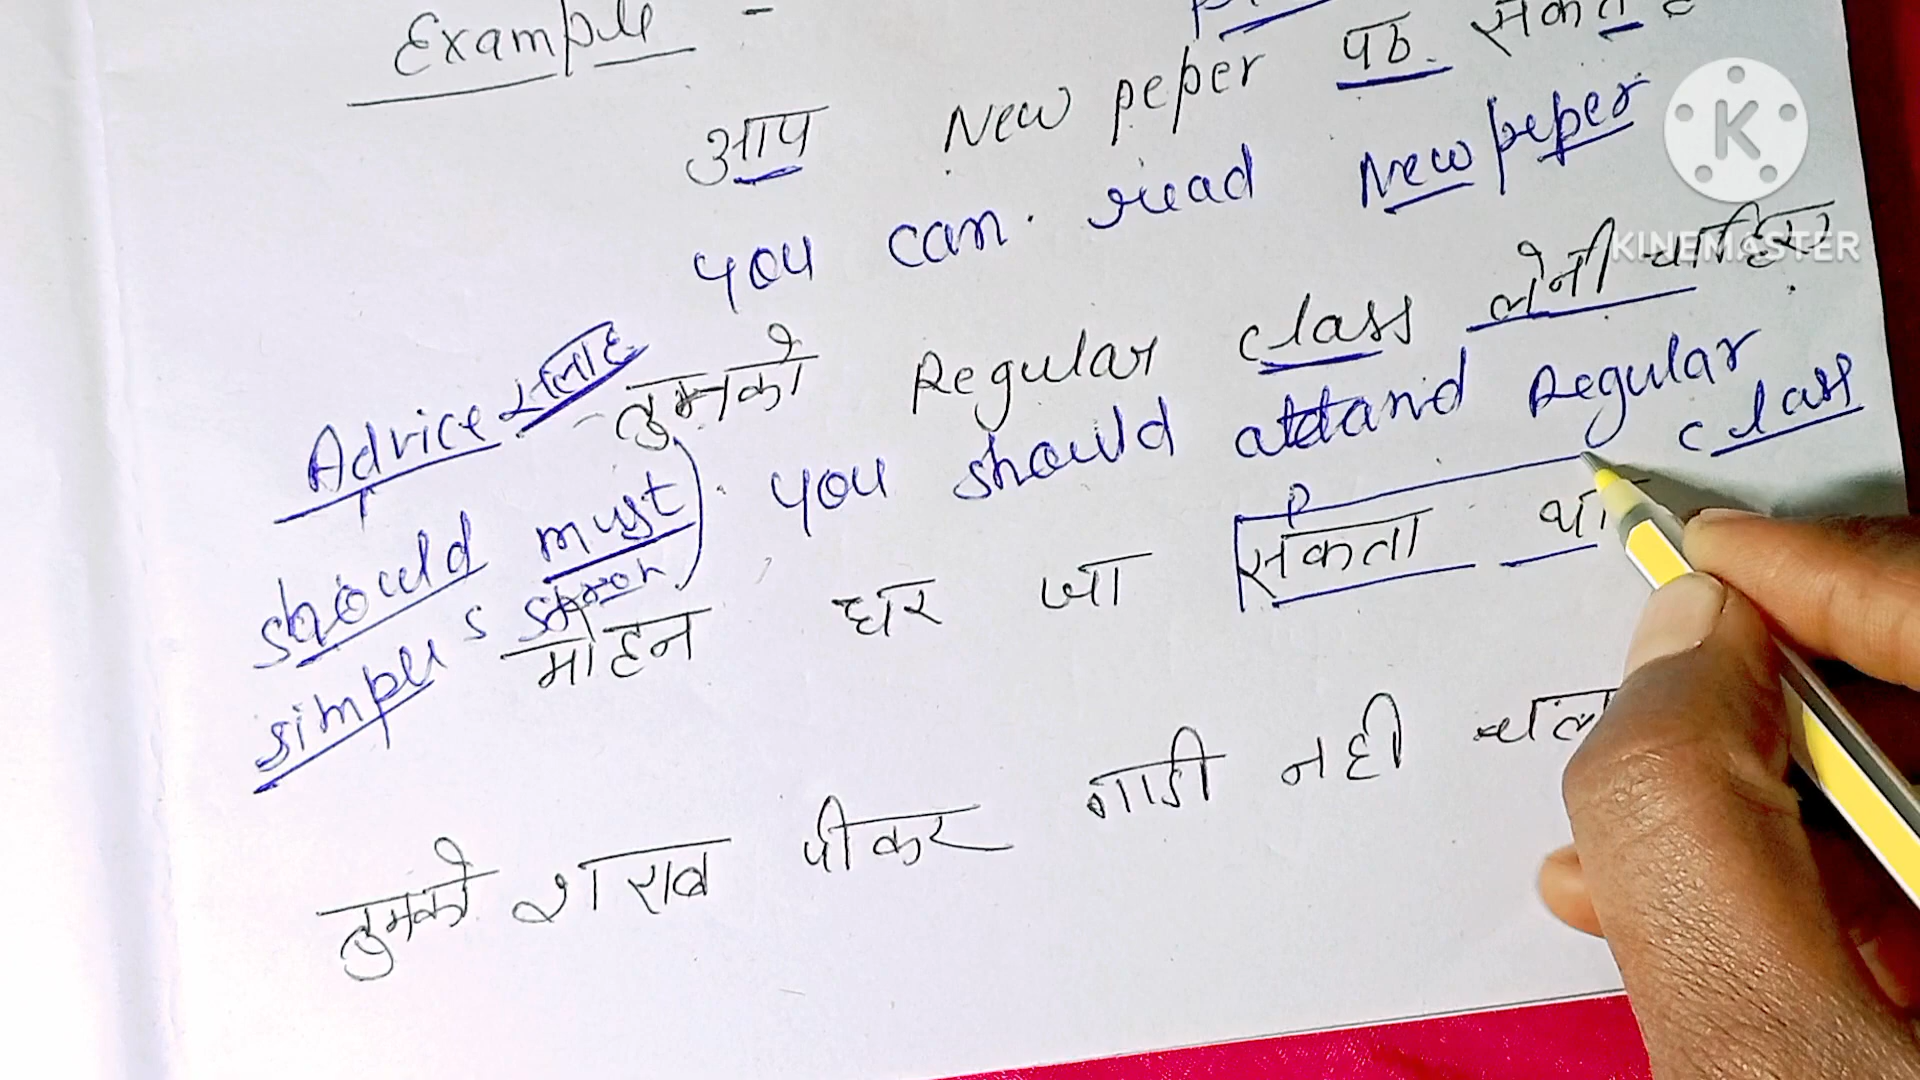 Example -
आप New peper पढ सकते है
you can. read New peper
KINEMASTER
तुमको Regular class लेनी चाहिए
Advice सलाह
you should attand Regular class
should must
simple s
मोहन घर जा सकता था
तुमको शराब पीकर गाडी नही